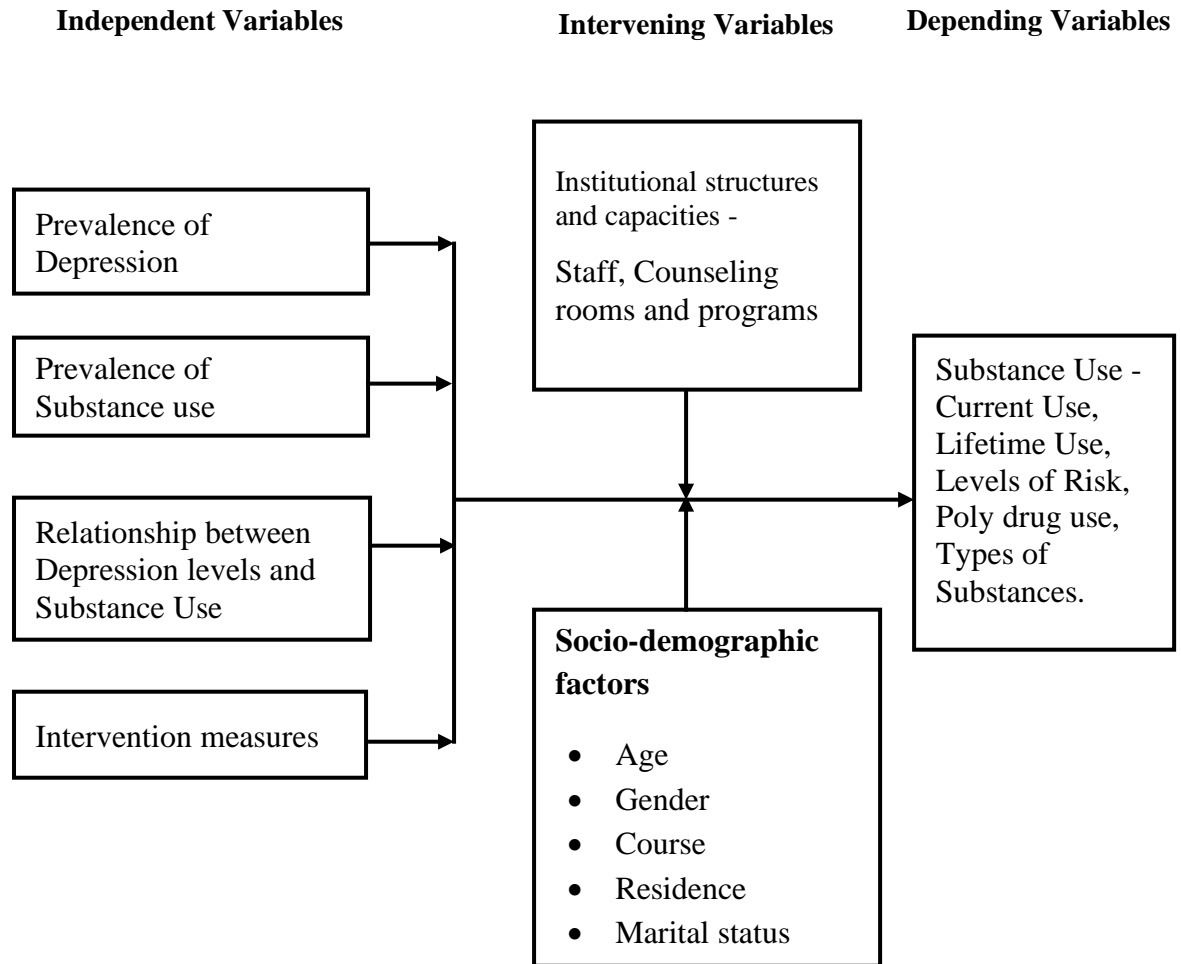 Independent Variables
Intervening Variables
Depending Variables
Prevalence of
Depression
Prevalence of
Substance use
Relationship between
Depression levels and
Substance Use
Intervention measures
Institutional structures
and capacities -
Staff, Counseling
rooms and programs
Socio-demographic
factors
• Age
• Gender
• Course
• Residence
• Marital status
Substance Use -
Current Use,
Lifetime Use,
Levels of Risk,
Poly drug use,
Types of
Substances.